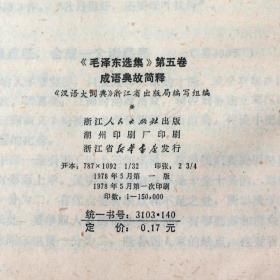 《毛泽东选集》第五卷
成语典故简释
《汉语大詞典》浙江省出版局编写组编
*
浙江人民出版社出版
湖州印刷厂印刷
浙江省新华书店发行
开本：787×1092 1/32 印张：2 3/4
1978年5月第一版
1978年5月第一次印刷
印数：1—150,000
统一书号：3103·140
定价：0.17元